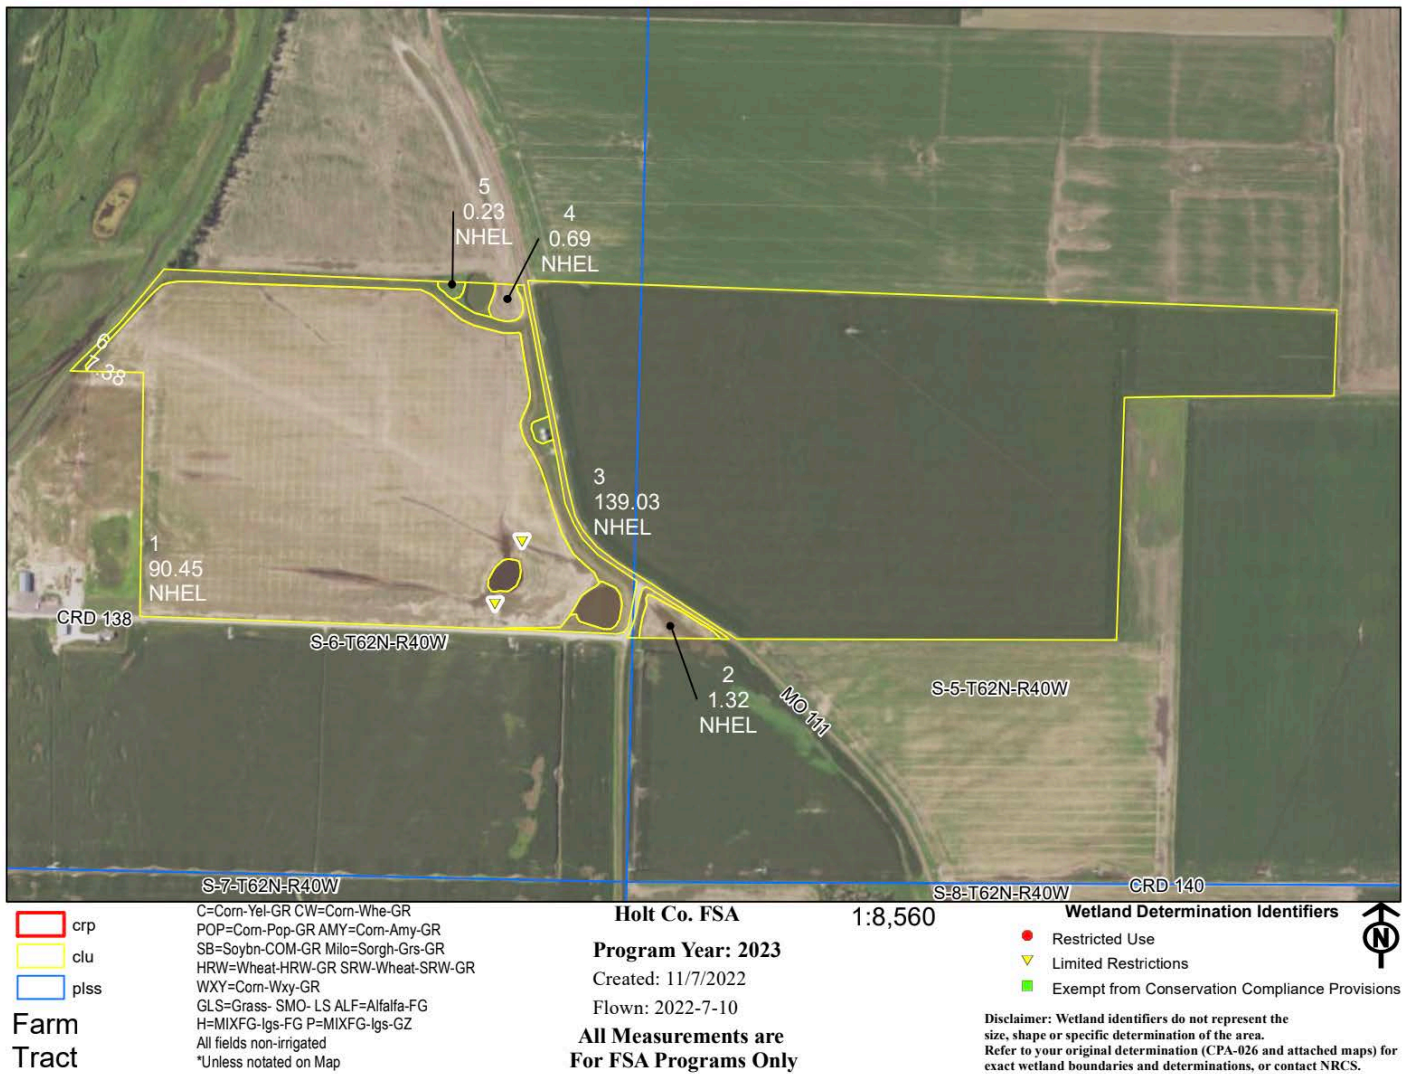 5
0.23
NHEL
4
0.69
NHEL
6
7.38
3
139.03
NHEL
1
90.45
NHEL
CRD 138
S-6-T62N-R40W
2
1.32
NHEL
MO 111
S-5-T62N-R40W
S-7-T62N-R40W
S-8-T62N-R40W
CRD 140
crp
clu
plss
Farm
Tract
C=Corn-Yel-GR CW=Corn-Whe-GR
POP=Corn-Pop-GR AMY=Corn-Amy-GR
SB=Soybn-COM-GR Milo=Sorgh-Grs-GR
HRW=Wheat-HRW-GR SRW-Wheat-SRW-GR
WXY=Corn-Wxy-GR
GLS=Grass- SMO- LS ALF=Alfalfa-FG
H=MIXFG-Igs-FG P=MIXFG-Igs-GZ
All fields non-irrigated
*Unless notated on Map
Holt Co. FSA
Program Year: 2023
Created: 11/7/2022
Flown: 2022-7-10
All Measurements are
For FSA Programs Only
1:8,560
Wetland Determination Identifiers
Restricted Use
Limited Restrictions
Exempt from Conservation Compliance Provisions
N
Disclaimer: Wetland identifiers do not represent the
size, shape or specific determination of the area.
Refer to your original determination (CPA-026 and attached maps) for
exact wetland boundaries and determinations, or contact NRCS.